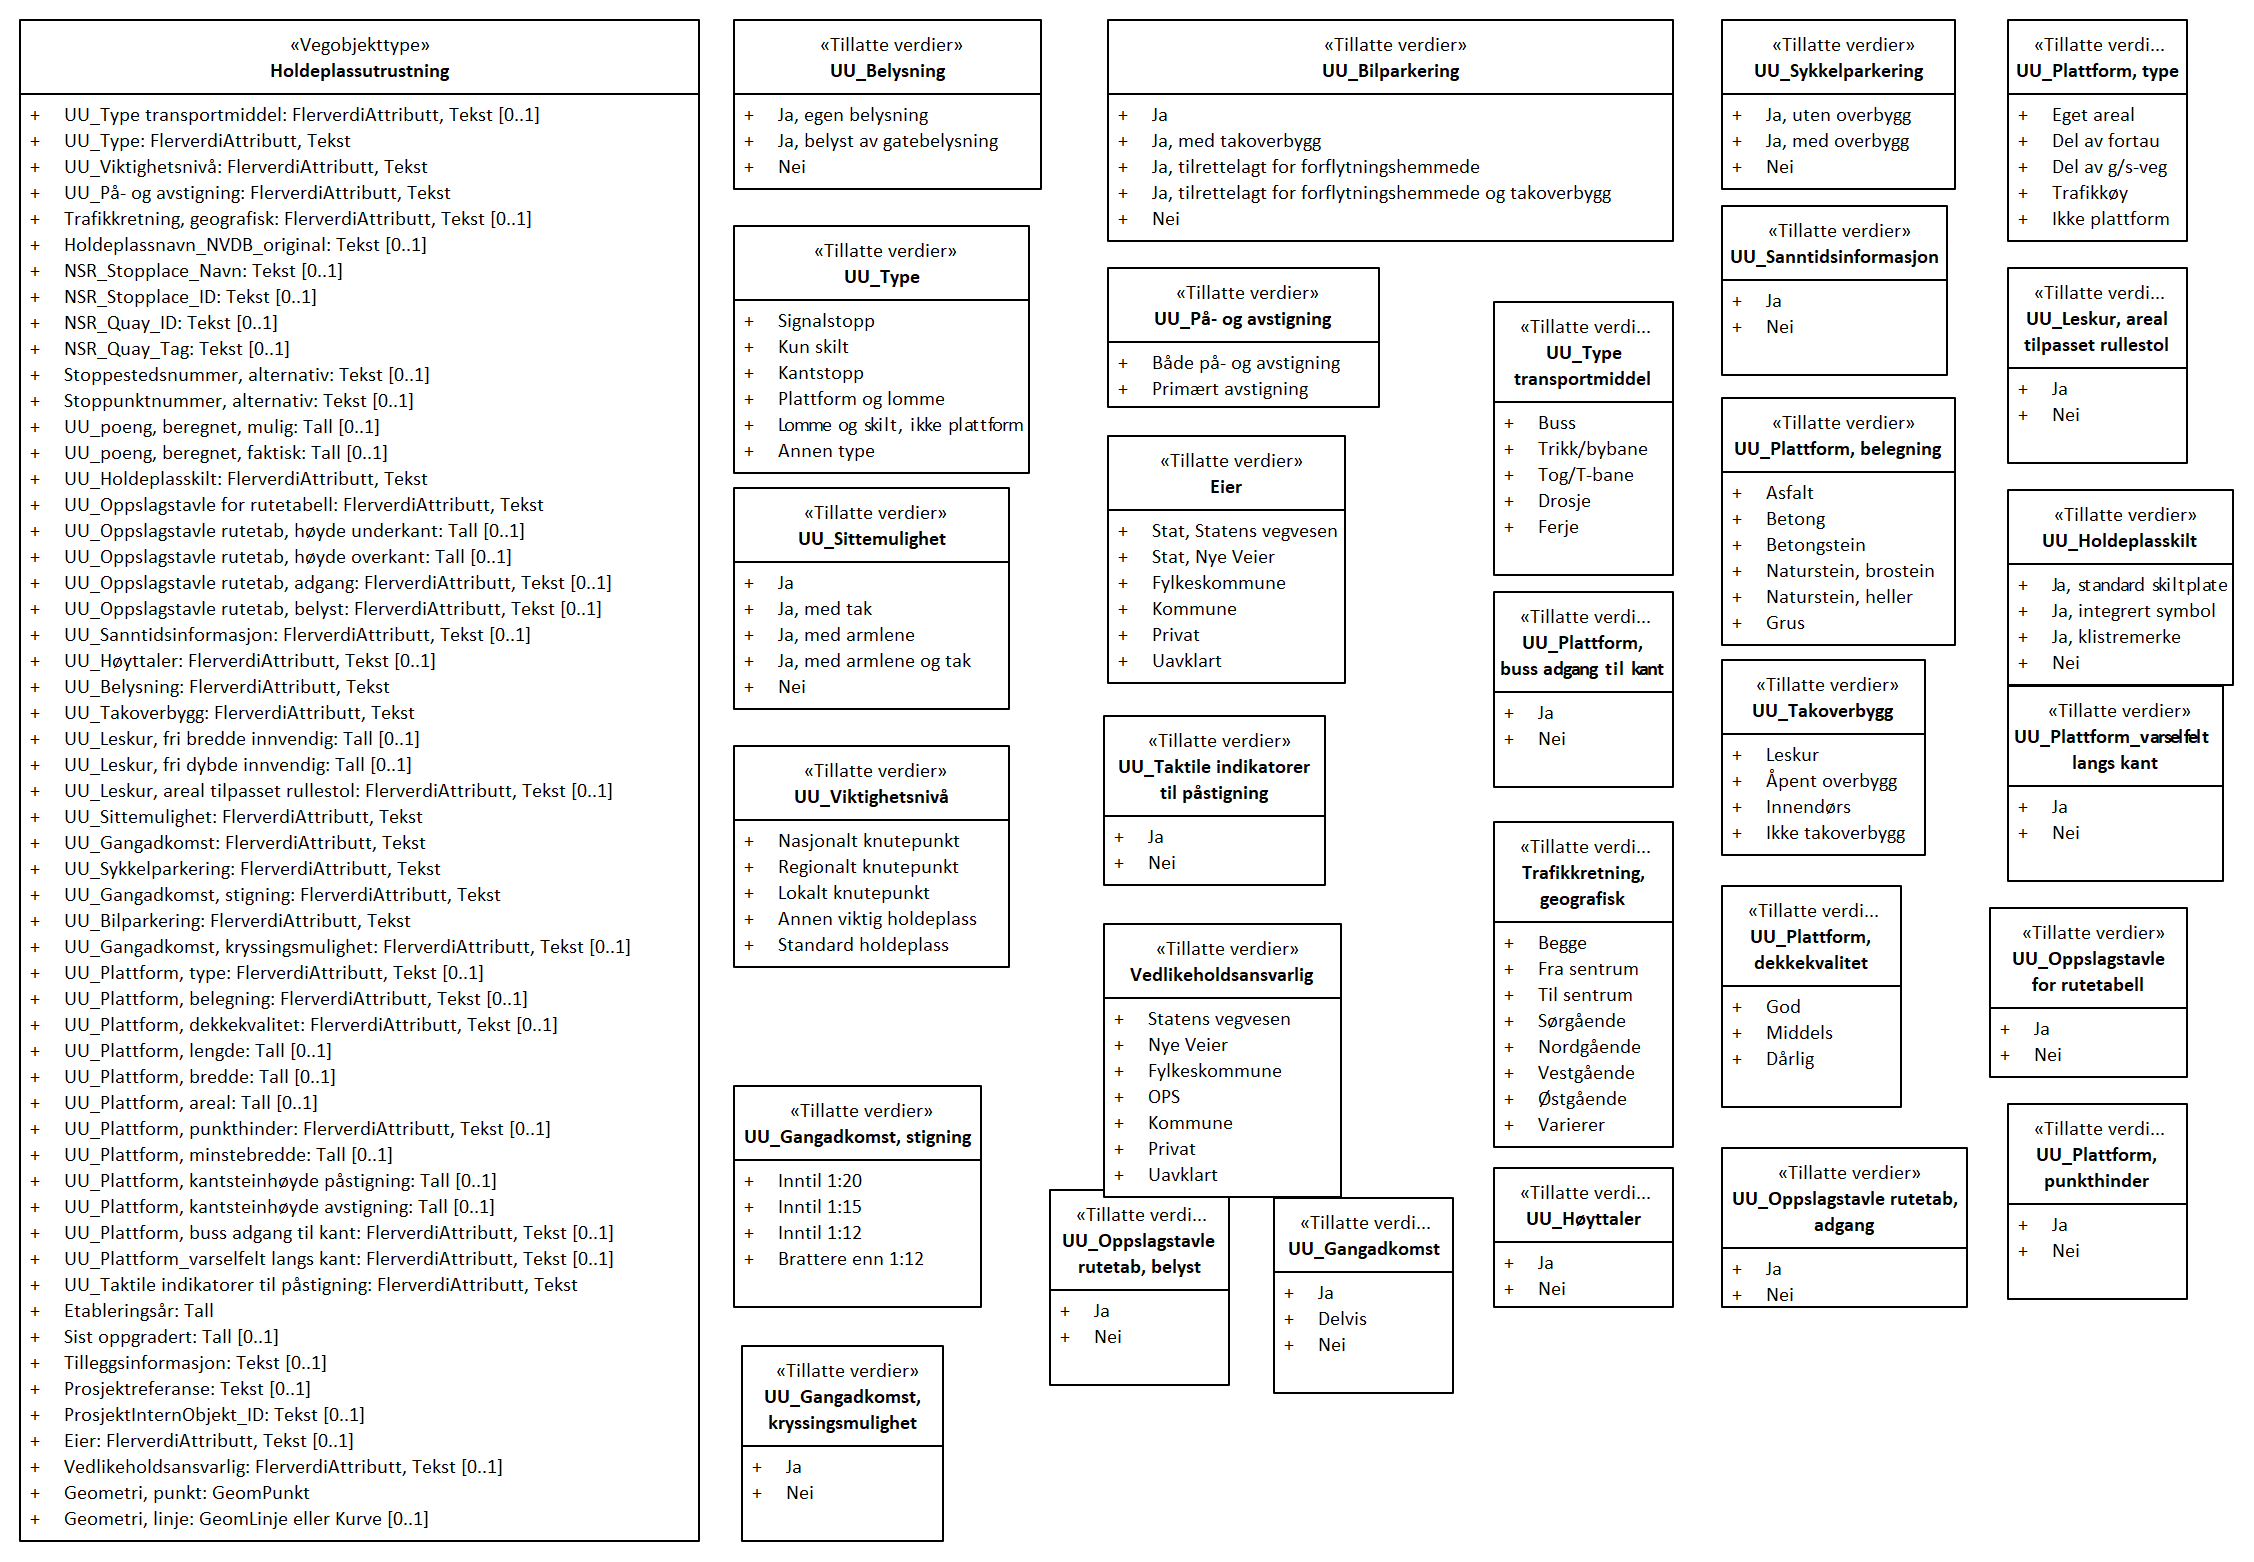 «Vegobjekttype»
Holdeplassutrustning
+ UU_Type transportmiddel: FlerverdiAttributt, Tekst [0..1]
+ UU_Type: FlerverdiAttributt, Tekst
+ UU_Viktighetsnivå: FlerverdiAttributt, Tekst
+ UU_På- og avstigning: FlerverdiAttributt, Tekst
+ Trafikkretning, geografisk: FlerverdiAttributt, Tekst [0..1]
+ Holdeplassnavn_NVDB_original: Tekst [0..1]
+ NSR_Stopplace_Navn: Tekst [0..1]
+ NSR_Stopplace_ID: Tekst [0..1]
+ NSR_Quay_ID: Tekst [0..1]
+ NSR_Quay_Tag: Tekst [0..1]
+ Stoppestedsnummer, alternativ: Tekst [0..1]
+ Stoppunktnummer, alternativ: Tekst [0..1]
+ UU_poeng, beregnet, mulig: Tall [0..1]
+ UU_poeng, beregnet, faktisk: Tall [0..1]
+ UU_Holdeplasskilt: FlerverdiAttributt, Tekst
+ UU_Oppslagstavle for rutetabell: FlerverdiAttributt, Tekst
+ UU_Oppslagstavle rutetab, høyde underkant: Tall [0..1]
+ UU_Oppslagstavle rutetab, høyde overkant: Tall [0..1]
+ UU_Oppslagstavle rutetab, adgang: FlerverdiAttributt, Tekst [0..1]
+ UU_Oppslagstavle rutetab, belyst: FlerverdiAttributt, Tekst [0..1]
+ UU_Sanntidsinformasjon: FlerverdiAttributt, Tekst [0..1]
+ UU_Høyttaler: FlerverdiAttributt, Tekst [0..1]
+ UU_Belysning: FlerverdiAttributt, Tekst
+ UU_Takoverbygg: FlerverdiAttributt, Tekst
+ UU_Leskur, fri bredde innvendig: Tall [0..1]
+ UU_Leskur, fri dybde innvendig: Tall [0..1]
+ UU_Leskur, areal tilpasset rullestol: FlerverdiAttributt, Tekst [0..1]
+ UU_Sittemulighet: FlerverdiAttributt, Tekst
+ UU_Gangadkomst: FlerverdiAttributt, Tekst
+ UU_Sykkelparkering: FlerverdiAttributt, Tekst
+ UU_Gangadkomst, stigning: FlerverdiAttributt, Tekst
+ UU_Bilparkering: FlerverdiAttributt, Tekst
+ UU_Gangadkomst, kryssingsmulighet: FlerverdiAttributt, Tekst [0..1]
+ UU_Plattform, type: FlerverdiAttributt, Tekst [0..1]
+ UU_Plattform, belegning: FlerverdiAttributt, Tekst [0..1]
+ UU_Plattform, dekkekvalitet: FlerverdiAttributt, Tekst [0..1]
+ UU_Plattform, lengde: Tall [0..1]
+ UU_Plattform, bredde: Tall [0..1]
+ UU_Plattform, areal: Tall [0..1]
+ UU_Plattform, punkthinder: FlerverdiAttributt, Tekst [0..1]
+ UU_Plattform, minstebredde: Tall [0..1]
+ UU_Plattform, kantsteinhøyde påstigning: Tall [0..1]
+ UU_Plattform, kantsteinhøyde avstigning: Tall [0..1]
+ UU_Plattform, buss adgang til kant: FlerverdiAttributt, Tekst [0..1]
+ UU_Plattform_varselfelt langs kant: FlerverdiAttributt, Tekst [0..1]
+ UU_Taktile indikatorer til påstigning: FlerverdiAttributt, Tekst
+ Etableringsår: Tall
+ Sist oppgradert: Tall [0..1]
+ Tilleggsinformasjon: Tekst [0..1]
+ Prosjektreferanse: Tekst [0..1]
+ ProsjektInternObjekt_ID: Tekst [0..1]
+ Eier: FlerverdiAttributt, Tekst [0..1]
+ Vedlikeholdsansvarlig: FlerverdiAttributt, Tekst [0..1]
+ Geometri, punkt: GeomPunkt
+ Geometri, linje: GeomLinje eller Kurve [0..1]
«Tillatte verdier»
UU_Belysning
+ Ja, egen belysning
+ Ja, belyst av gatebelysning
+ Nei
«Tillatte verdier»
UU_Type
+ Signalstopp
+ Kun skilt
+ Kantstopp
+ Plattform og lomme
+ Lomme og skilt, ikke plattform
+ Annen type
«Tillatte verdier»
UU_Sittemulighet
+ Ja
+ Ja, med tak
+ Ja, med armlene
+ Ja, med armlene og tak
+ Nei
«Tillatte verdier»
UU_Viktighetsnivå
+ Nasjonalt knutepunkt
+ Regionalt knutepunkt
+ Lokalt knutepunkt
+ Annen viktig holdeplass
+ Standard holdeplass
«Tillatte verdier»
UU_Gangadkomst, stigning
+ Inntil 1:20
+ Inntil 1:15
+ Inntil 1:12
+ Brattere enn 1:12
«Tillatte verdier»
UU_Gangadkomst,
kryssingsmulighet
+ Ja
+ Nei
«Tillatte verdier»
UU_Bilparkering
+ Ja
+ Ja, med takoverbygg
+ Ja, tilrettelagt for forflytningshemmede
+ Ja, tilrettelagt for forflytningshemmede og takoverbygg
+ Nei
«Tillatte verdier»
UU_På- og avstigning
+ Både på- og avstigning
+ Primært avstigning
«Tillatte verdier»
Eier
+ Stat, Statens vegvesen
+ Stat, Nye Veier
+ Fylkeskommune
+ Kommune
+ Privat
+ Uavklart
«Tillatte verdier»
UU_Taktile indikatorer
til påstigning
+ Ja
+ Nei
«Tillatte verdier»
Vedlikeholdsansvarlig
+ Statens vegvesen
+ Nye Veier
+ Fylkeskommune
+ OPS
+ Kommune
+ Privat
+ Uavklart
«Tillatte verdi...
UU_Oppslagstavle
rutetab, belyst
+ Ja
+ Nei
«Tillatte verdi...
UU_Gangadkomst
+ Ja
+ Delvis
+ Nei
«Tillatte verdi...
UU_Type
transportmiddel
+ Buss
+ Trikk/bybane
+ Tog/T-bane
+ Drosje
+ Ferje
«Tillatte verdi...
UU_Plattform,
buss adgang til kant
+ Ja
+ Nei
«Tillatte verdi...
Trafikkretning,
geografisk
+ Begge
+ Fra sentrum
+ Til sentrum
+ Sørgående
+ Nordgående
+ Vestgående
+ Østgående
+ Varierer
«Tillatte verdi...
UU_Høyttaler
+ Ja
+ Nei
«Tillatte verdier»
UU_Sykkelparkering
+ Ja, uten overbygg
+ Ja, med overbygg
+ Nei
«Tillatte verdier»
UU_Sanntidsinformasjon
+ Ja
+ Nei
«Tillatte verdier»
UU_Plattform, belegning
+ Asfalt
+ Betong
+ Betongstein
+ Naturstein, brostein
+ Naturstein, heller
+ Grus
«Tillatte verdier»
UU_Takoverbygg
+ Leskur
+ Åpent overbygg
+ Innendørs
+ Ikke takoverbygg
«Tillatte verdi...
UU_Plattform,
dekkekvalitet
+ God
+ Middels
+ Dårlig
«Tillatte verdier»
UU_Oppslagstavle rutetab,
adgang
+ Ja
+ Nei
«Tillatte verdi...
UU_Plattform, type
+ Eget areal
+ Del av fortau
+ Del av g/s-veg
+ Trafikkøy
+ Ikke plattform
«Tillatte verdi...
UU_Leskur, areal
tilpasset rullestol
+ Ja
+ Nei
«Tillatte verdier»
UU_Holdeplasskilt
+ Ja, standard skiltplate
+ Ja, integrert symbol
+ Ja, klistremerke
+ Nei
«Tillatte verdier»
UU_Plattform_varselfelt
langs kant
+ Ja
+ Nei
«Tillatte verdier»
UU_Oppslagstavle
for rutetabell
+ Ja
+ Nei
«Tillatte verdi...
UU_Plattform,
punkthinder
+ Ja
+ Nei